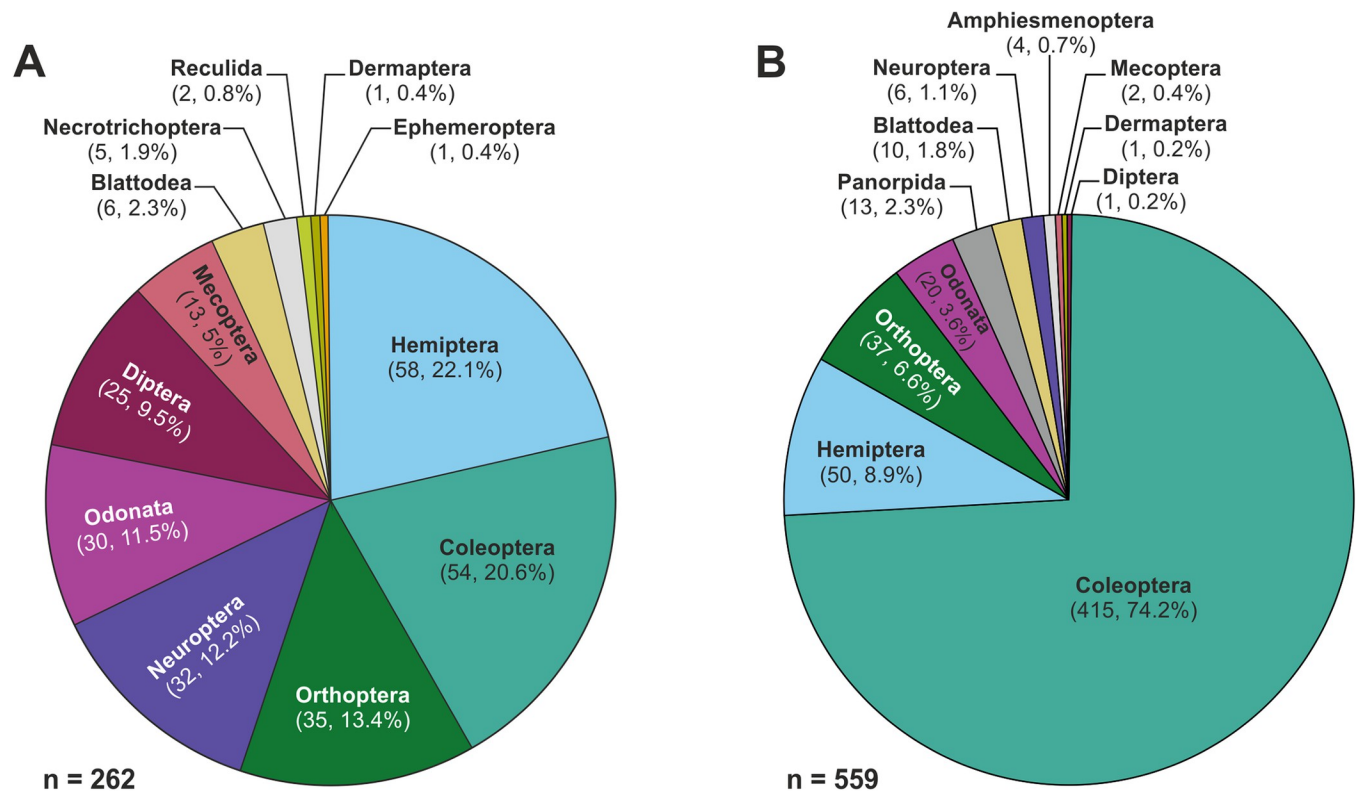 A
Reculida
(2, 0.8%)
Dermaptera
(1, 0.4%)
Necrotrichoptera
(5, 1.9%)
Ephemeroptera
(1, 0.4%)
Blattodea
(6, 2.3%)
Mecoptera
(13, 5%)
Hemiptera
(58, 22.1%)
Diptera
(25, 9.5%)
Odonata
(30, 11.5%)
Coleoptera
(54, 20.6%)
Neuroptera
(32, 12.2%)
Orthoptera
(35, 13.4%)
n = 262
B
Amphiesmenoptera
(4, 0.7%)
Neuroptera
(6, 1.1%)
Mecoptera
(2, 0.4%)
Blattodea
(10, 1.8%)
Dermaptera
(1, 0.2%)
Panorpida
(13, 2.3%)
Diptera
(1, 0.2%)
Odonata
(20, 3.6%)
Orthoptera
(37, 6.6%)
Hemiptera
(50, 8.9%)
Coleoptera
(415, 74.2%)
n = 559